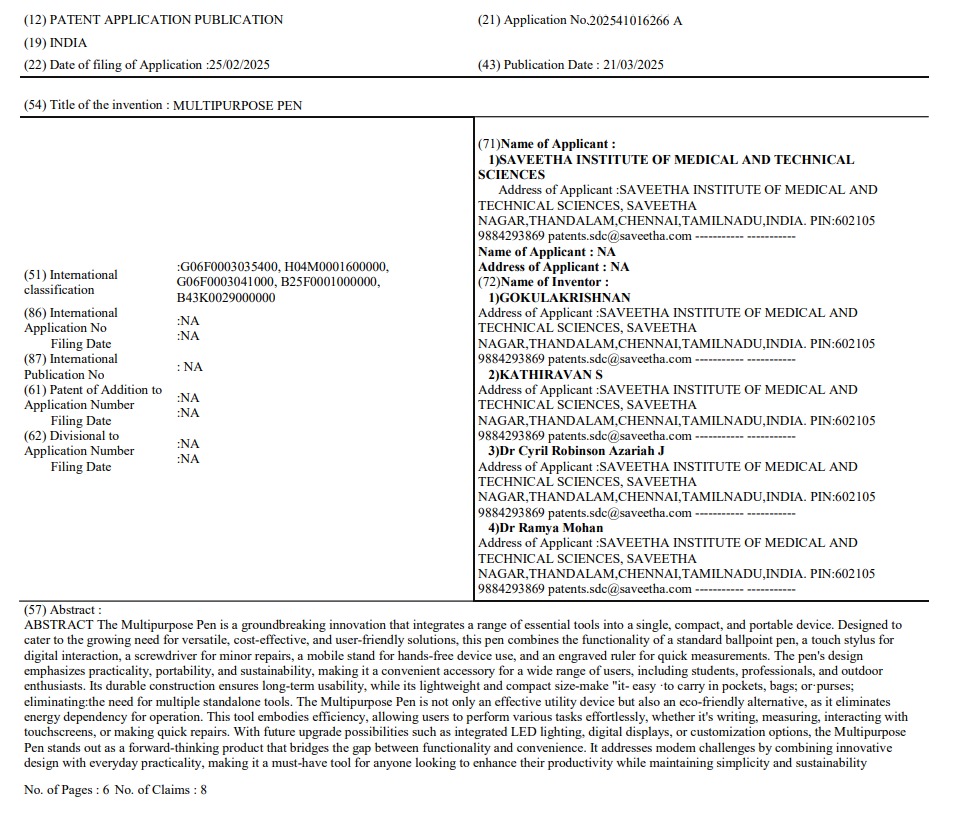 (12) PATENT APPLICATION PUBLICATION
(21) Application No.202541016266 A
(19) INDIA
(22) Date of filing of Application :25/02/2025
(43) Publication Date : 21/03/2025
(54) Title of the invention : MULTIPURPOSE PEN
(51) International
classification
:G06F0003035400, H04M0001600000,
G06F0003041000, B25F0001000000,
B43K0029000000
(86) International
Application No
Filing Date
:NA
:NA
(87) International
Publication No
: NA
(61) Patent of Addition to
Application Number
Filing Date
:NA
:NA
(62) Divisional to
Application Number
Filing Date
:NA
:NA
(71)Name of Applicant :
1)SAVEETHA INSTITUTE OF MEDICAL AND TECHNICAL
SCIENCES
Address of Applicant :SAVEETHA INSTITUTE OF MEDICAL AND
TECHNICAL SCIENCES, SAVEETHA
NAGAR,THANDALAM,CHENNAI,TAMILNADU,INDIA. PIN:602105
9884293869 patents.sdc@saveetha.com ----------- -----------
Name of Applicant : NA
Address of Applicant : NA
(72)Name of Inventor :
1)GOKULAKRISHNAN
Address of Applicant :SAVEETHA INSTITUTE OF MEDICAL AND
TECHNICAL SCIENCES, SAVEETHA
NAGAR,THANDALAM,CHENNAI,TAMILNADU,INDIA. PIN:602105
9884293869 patents.sdc@saveetha.com ----------- -----------
2)KATHIRAVAN S
Address of Applicant :SAVEETHA INSTITUTE OF MEDICAL AND
TECHNICAL SCIENCES, SAVEETHA
NAGAR,THANDALAM,CHENNAI,TAMILNADU,INDIA. PIN:602105
9884293869 patents.sdc@saveetha.com ----------- -----------
3)Dr Cyril Robinson Azariah J
Address of Applicant :SAVEETHA INSTITUTE OF MEDICAL AND
TECHNICAL SCIENCES, SAVEETHA
NAGAR,THANDALAM,CHENNAI,TAMILNADU,INDIA. PIN:602105
9884293869 patents.sdc@saveetha.com ----------- -----------
4)Dr Ramya Mohan
Address of Applicant :SAVEETHA INSTITUTE OF MEDICAL AND
TECHNICAL SCIENCES, SAVEETHA
NAGAR,THANDALAM,CHENNAI,TAMILNADU,INDIA. PIN:602105
9884293869 patents.sdc@saveetha.com ----------- -----------
(57) Abstract :
ABSTRACT The Multipurpose Pen is a groundbreaking innovation that integrates a range of essential tools into a single, compact, and portable device. Designed to
cater to the growing need for versatile, cost-effective, and user-friendly solutions, this pen combines the functionality of a standard ballpoint pen, a touch stylus for
digital interaction, a screwdriver for minor repairs, a mobile stand for hands-free device use, and an engraved ruler for quick measurements. The pen's design
emphasizes practicality, portability, and sustainability, making it a convenient accessory for a wide range of users, including students, professionals, and outdoor
enthusiasts. Its durable construction ensures long-term usability, while its lightweight and compact size-make "it- easy ·to carry in pockets, bags; or·purses;
eliminating:the need for multiple standalone tools. The Multipurpose Pen is not only an effective utility device but also an eco-friendly alternative, as it eliminates
energy dependency for operation. This tool embodies efficiency, allowing users to perform various tasks effortlessly, whether it's writing, measuring, interacting with
touchscreens, or making quick repairs. With future upgrade possibilities such as integrated LED lighting, digital displays, or customization options, the Multipurpose
Pen stands out as a forward-thinking product that bridges the gap between functionality and convenience. It addresses modem challenges by combining innovative
design with everyday practicality, making it a must-have tool for anyone looking to enhance their productivity while maintaining simplicity and sustainability
No. of Pages : 6 No. of Claims : 8